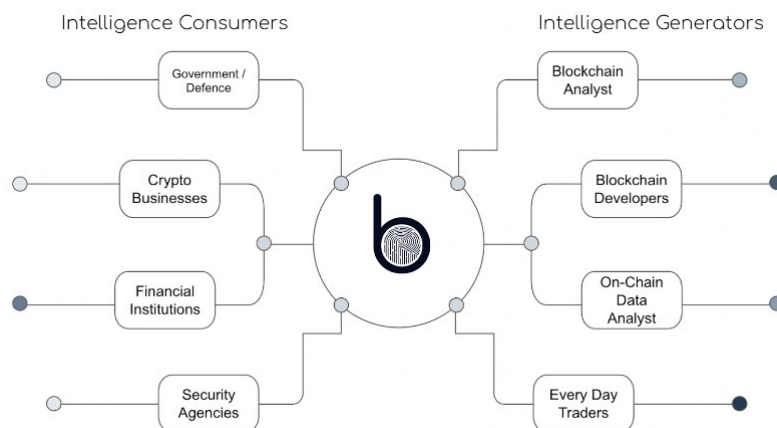 Intelligence Consumers
Intelligence Generators
Government /
Defence
Blockchain
Analyst
Crypto
Businesses
Blockchain
Developers
Financial
Institutions
On-Chain
Data
Analyst
Security
Agencies
Every Day
Traders
b